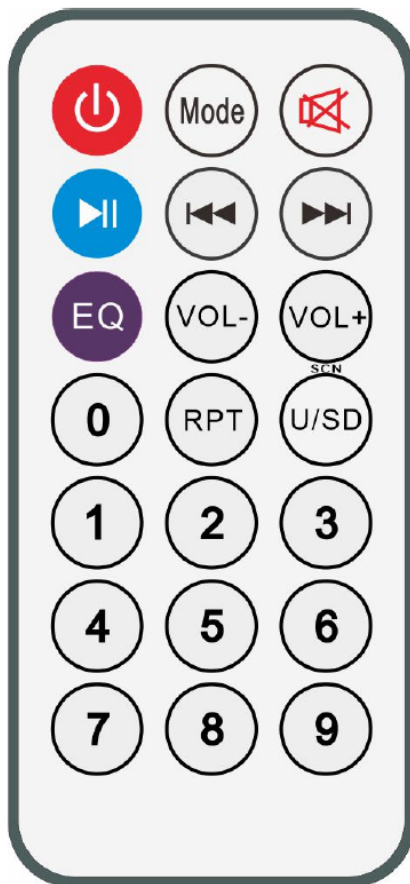 Mode
EQ VOL- VOL+
SCN
0 RPT U/SD
1 2 3
4 5 6
7 8 9